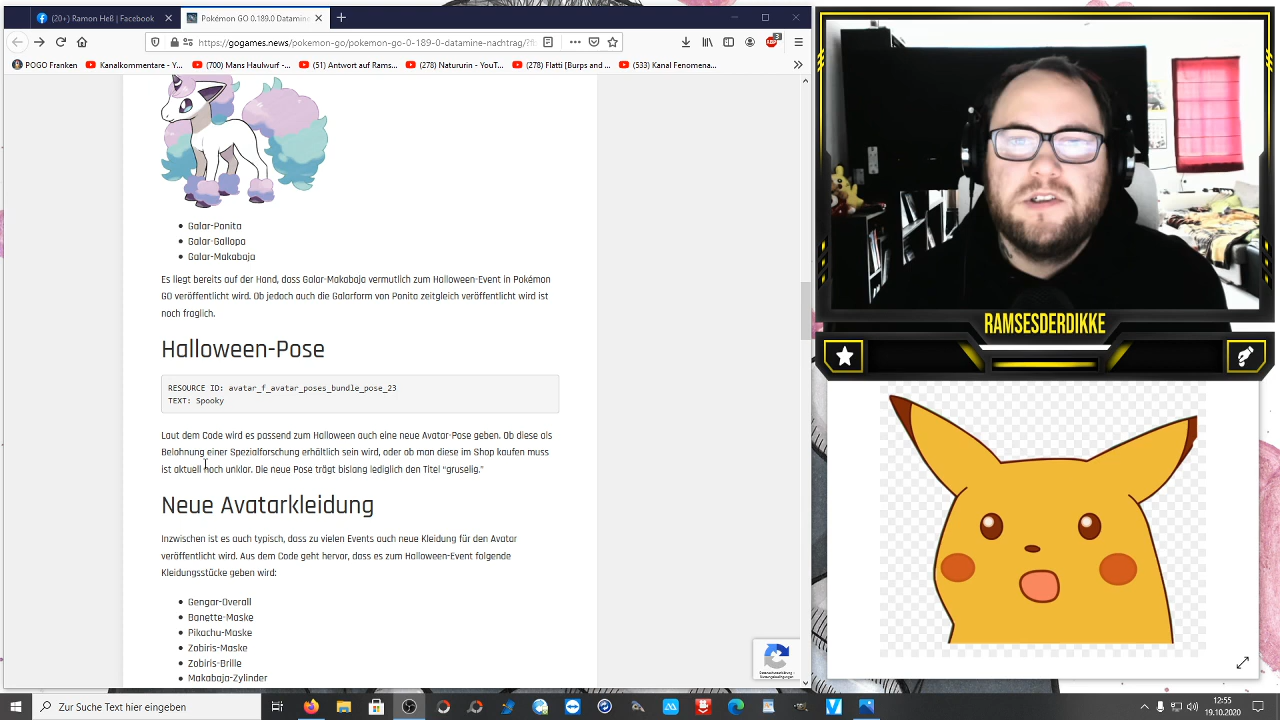 (20+) Ramon Heß | Facebook
Pokémon GO 0.189.0 Datamine
https://gogames.news/pokemon-go/pokemon-go-0-189-0-datamine-nachtrag/?fb
3
POGO Franken
Kanalkommentare - Y...
(700) Mans Haulwurf -...
(51) Antwort auf Rams...
(278) Natururin - YouT...
(278) Flatti [Burps and ...
(533) Kanal Fenomena...
Galar-Ponita
Galar-Gallopa
Galar-Makabaja
Es liegt bereits auf der Hand, dass Galar-Makabaja vermutlich zum Halloween-Event in Pokémon
GO veröffentlicht wird. Ob jedoch auch die Galarform von Ponita zeitgleich veröffentlicht wird ist
noch fraglich.
Halloween-Pose
RESOURCE ID: avatar_f_avatar_poses_bundle_pose_23
TEXT: Spooky
Laut dem Code wird es passend zum Halloween auch eine neue Avatar-Pose geben. Ob diese als
Belohnung einer Spezialforschung erhältlich sein wird, oder ob man diese im Shop kaufen muss
ist aktuell noch unklar. Die neue Pose trägt bislang lediglich den Titel "gruselig."
Neue Avatarkleidung
Inzwischen ist es auch typisch, dass zu vielen Events auch neue Kleidung für den Avatar
veröffentlicht wird. Aus dem Code geht hervor, dass es zum Halloween-Event folgende
Kleidungsstücke geben wird:
Gengar-Overall
Banette-Maske
Pikachu-Maske
Zobiris-Maske
Zobiris-Brille
Makabaja-Zylinder
Datenschutzerklärung -
Nutzungsbedingungen
RAMSESDERDIKKE
Zur Suche Text hier eingeben
12:55
19.10.2020